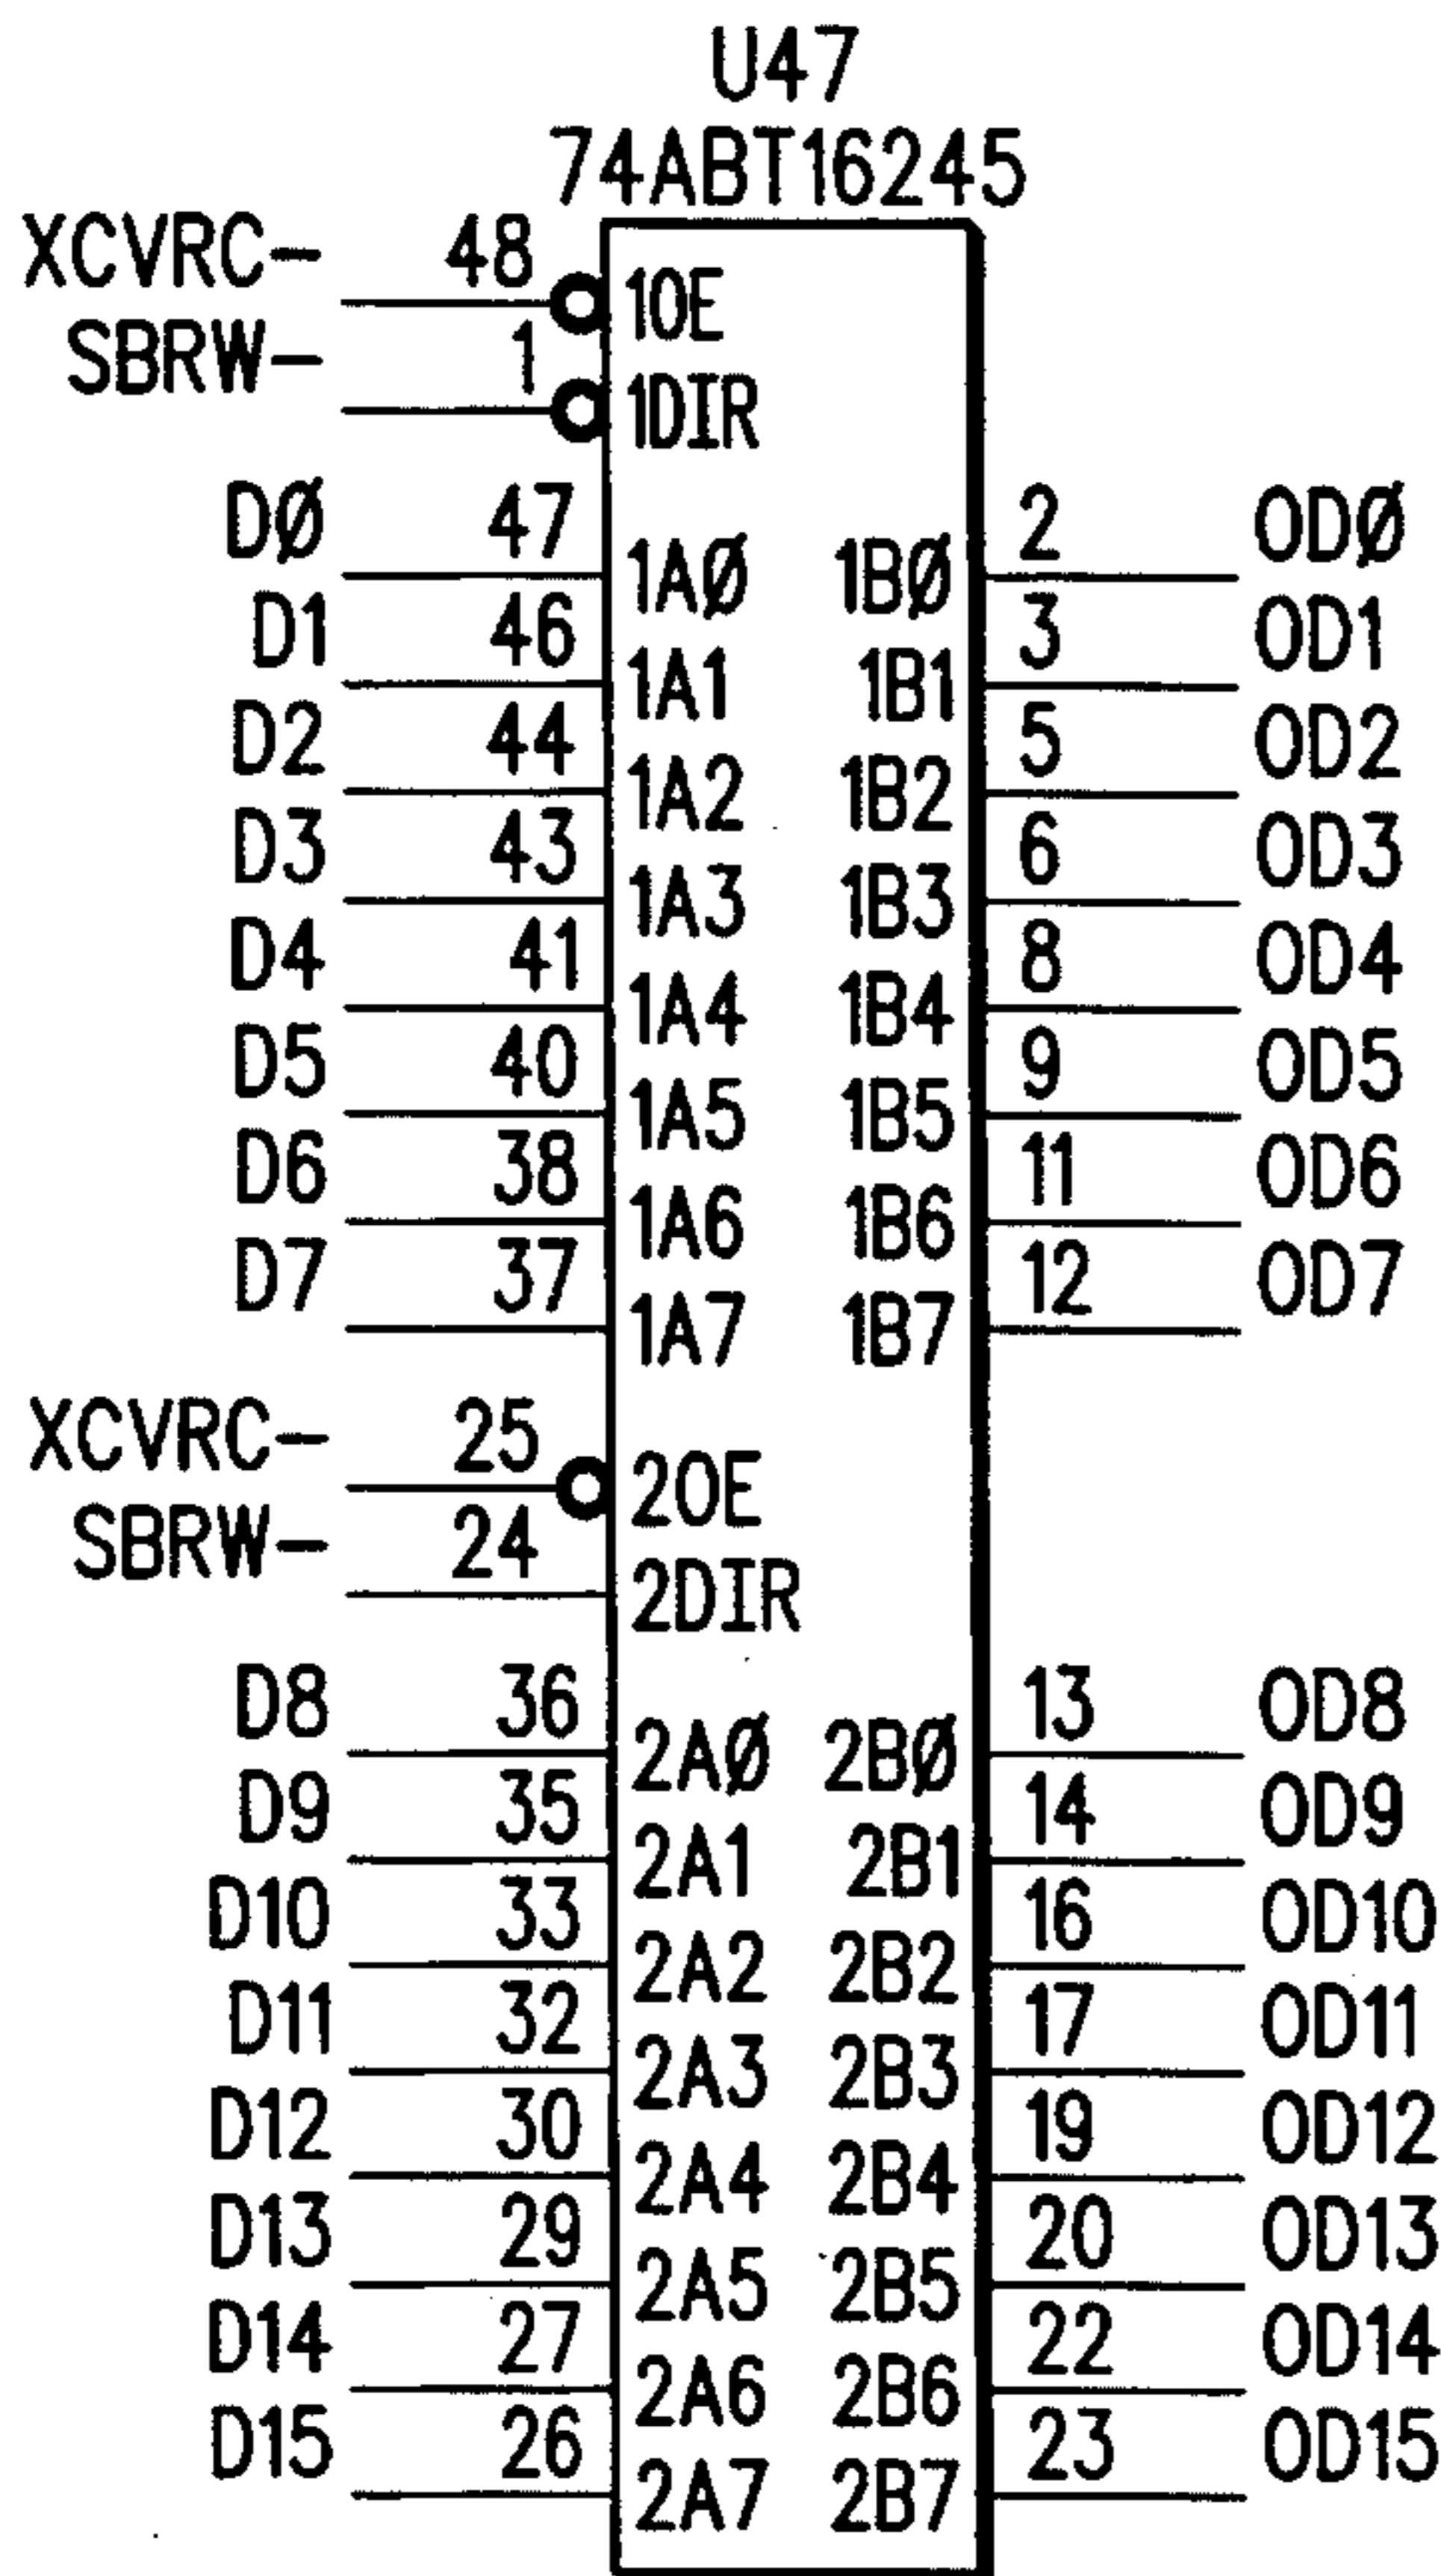 U47
74ABT16245
XCVRC- 48 1OE
SBRW- 1 1DIR
DØ 47 1AØ 1BØ 2 ODØ
D1 46 1A1 1B1 3 OD1
D2 44 1A2 1B2 5 OD2
D3 43 1A3 1B3 6 OD3
D4 41 1A4 1B4 8 OD4
D5 40 1A5 1B5 9 OD5
D6 38 1A6 1B6 11 OD6
D7 37 1A7 1B7 12 OD7
XCVRC- 25 2OE
SBRW- 24 2DIR
D8 36 2AØ 2BØ 13 OD8
D9 35 2A1 2B1 14 OD9
D10 33 2A2 2B2 16 OD10
D11 32 2A3 2B3 17 OD11
D12 30 2A4 2B4 19 OD12
D13 29 2A5 2B5 20 OD13
D14 27 2A6 2B6 22 OD14
D15 26 2A7 2B7 23 OD15